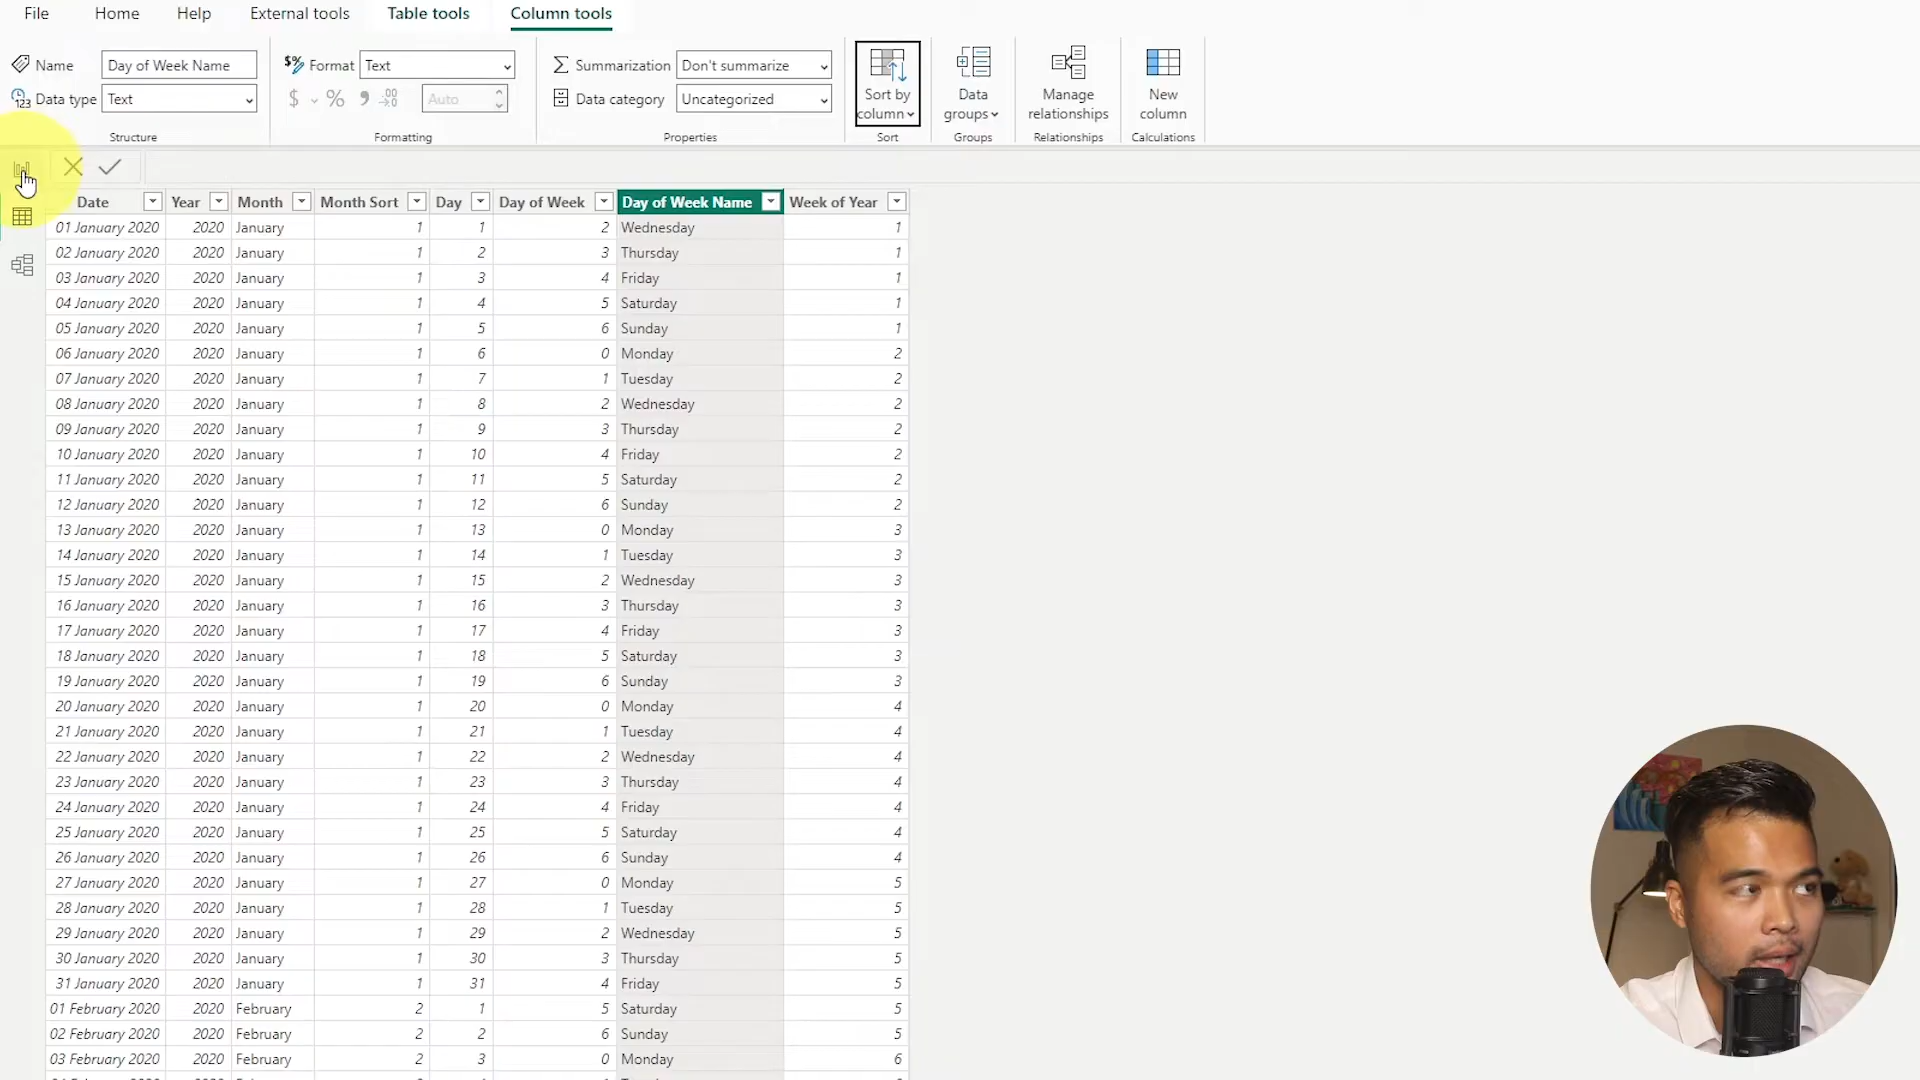 File Home Help External tools Table tools Column tools
Name Day of Week Name $% Format Text Summarization Don't summarize
Data type Text $ % Auto Data category Uncategorized
Sort by column
Data groups
Manage relationships
New column
Structure Formatting Properties Sort Groups Relationships Calculations
Date Year Month Month Sort Day Day of Week Day of Week Name Week of Year
01 January 2020 2020 January 1 1 2 Wednesday 1
02 January 2020 2020 January 1 2 3 Thursday 1
03 January 2020 2020 January 1 3 4 Friday 1
04 January 2020 2020 January 1 4 5 Saturday 1
05 January 2020 2020 January 1 5 6 Sunday 1
06 January 2020 2020 January 1 6 0 Monday 2
07 January 2020 2020 January 1 7 1 Tuesday 2
08 January 2020 2020 January 1 8 2 Wednesday 2
09 January 2020 2020 January 1 9 3 Thursday 2
10 January 2020 2020 January 1 10 4 Friday 2
11 January 2020 2020 January 1 11 5 Saturday 2
12 January 2020 2020 January 1 12 6 Sunday 2
13 January 2020 2020 January 1 13 0 Monday 3
14 January 2020 2020 January 1 14 1 Tuesday 3
15 January 2020 2020 January 1 15 2 Wednesday 3
16 January 2020 2020 January 1 16 3 Thursday 3
17 January 2020 2020 January 1 17 4 Friday 3
18 January 2020 2020 January 1 18 5 Saturday 3
19 January 2020 2020 January 1 19 6 Sunday 3
20 January 2020 2020 January 1 20 0 Monday 4
21 January 2020 2020 January 1 21 1 Tuesday 4
22 January 2020 2020 January 1 22 2 Wednesday 4
23 January 2020 2020 January 1 23 3 Thursday 4
24 January 2020 2020 January 1 24 4 Friday 4
25 January 2020 2020 January 1 25 5 Saturday 4
26 January 2020 2020 January 1 26 6 Sunday 4
27 January 2020 2020 January 1 27 0 Monday 5
28 January 2020 2020 January 1 28 1 Tuesday 5
29 January 2020 2020 January 1 29 2 Wednesday 5
30 January 2020 2020 January 1 30 3 Thursday 5
31 January 2020 2020 January 1 31 4 Friday 5
01 February 2020 2020 February 2 1 5 Saturday 5
02 February 2020 2020 February 2 2 6 Sunday 5
03 February 2020 2020 February 2 3 0 Monday 6